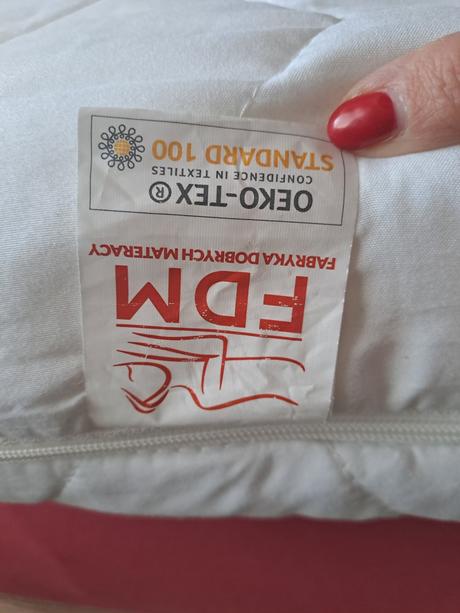 FDM
FABRYKA DOBRYCH MATERACY
OEKO-TEX®
CONFIDENCE IN TEXTILES
STANDARD 100